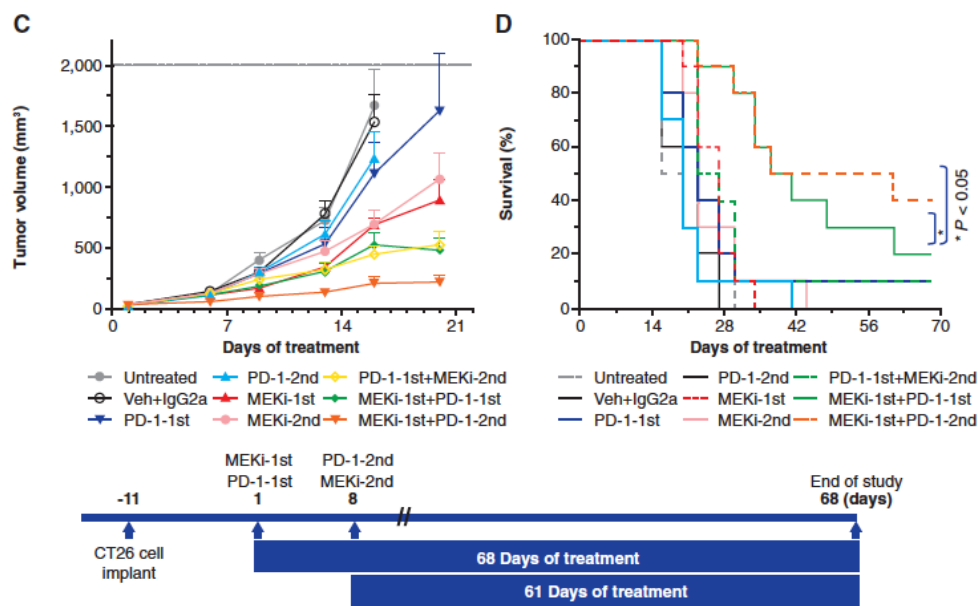 C
D
Tumor volume (mm³)
2,000
1,500
1,000
500
0
0
7
14
21
Days of treatment
Survival (%)
100
80
60
40
20
0
0
14
28
42
56
70
Days of treatment
*
* P < 0.05
Untreated
PD-1-2nd
PD-1-1st+MEKi-2nd
Veh+IgG2a
MEKi-1st
MEKi-1st+PD-1-1st
PD-1-1st
MEKi-2nd
MEKi-1st+PD-1-2nd
Untreated
PD-1-2nd
PD-1-1st+MEKi-2nd
Veh+IgG2a
MEKi-1st
MEKi-1st+PD-1-1st
PD-1-1st
MEKi-2nd
MEKi-1st+PD-1-2nd
MEKi-1st
PD-1-2nd
End of study
PD-1-1st
MEKi-2nd
-11
1
8
68 (days)
//
CT26 cell
implant
68 Days of treatment
61 Days of treatment